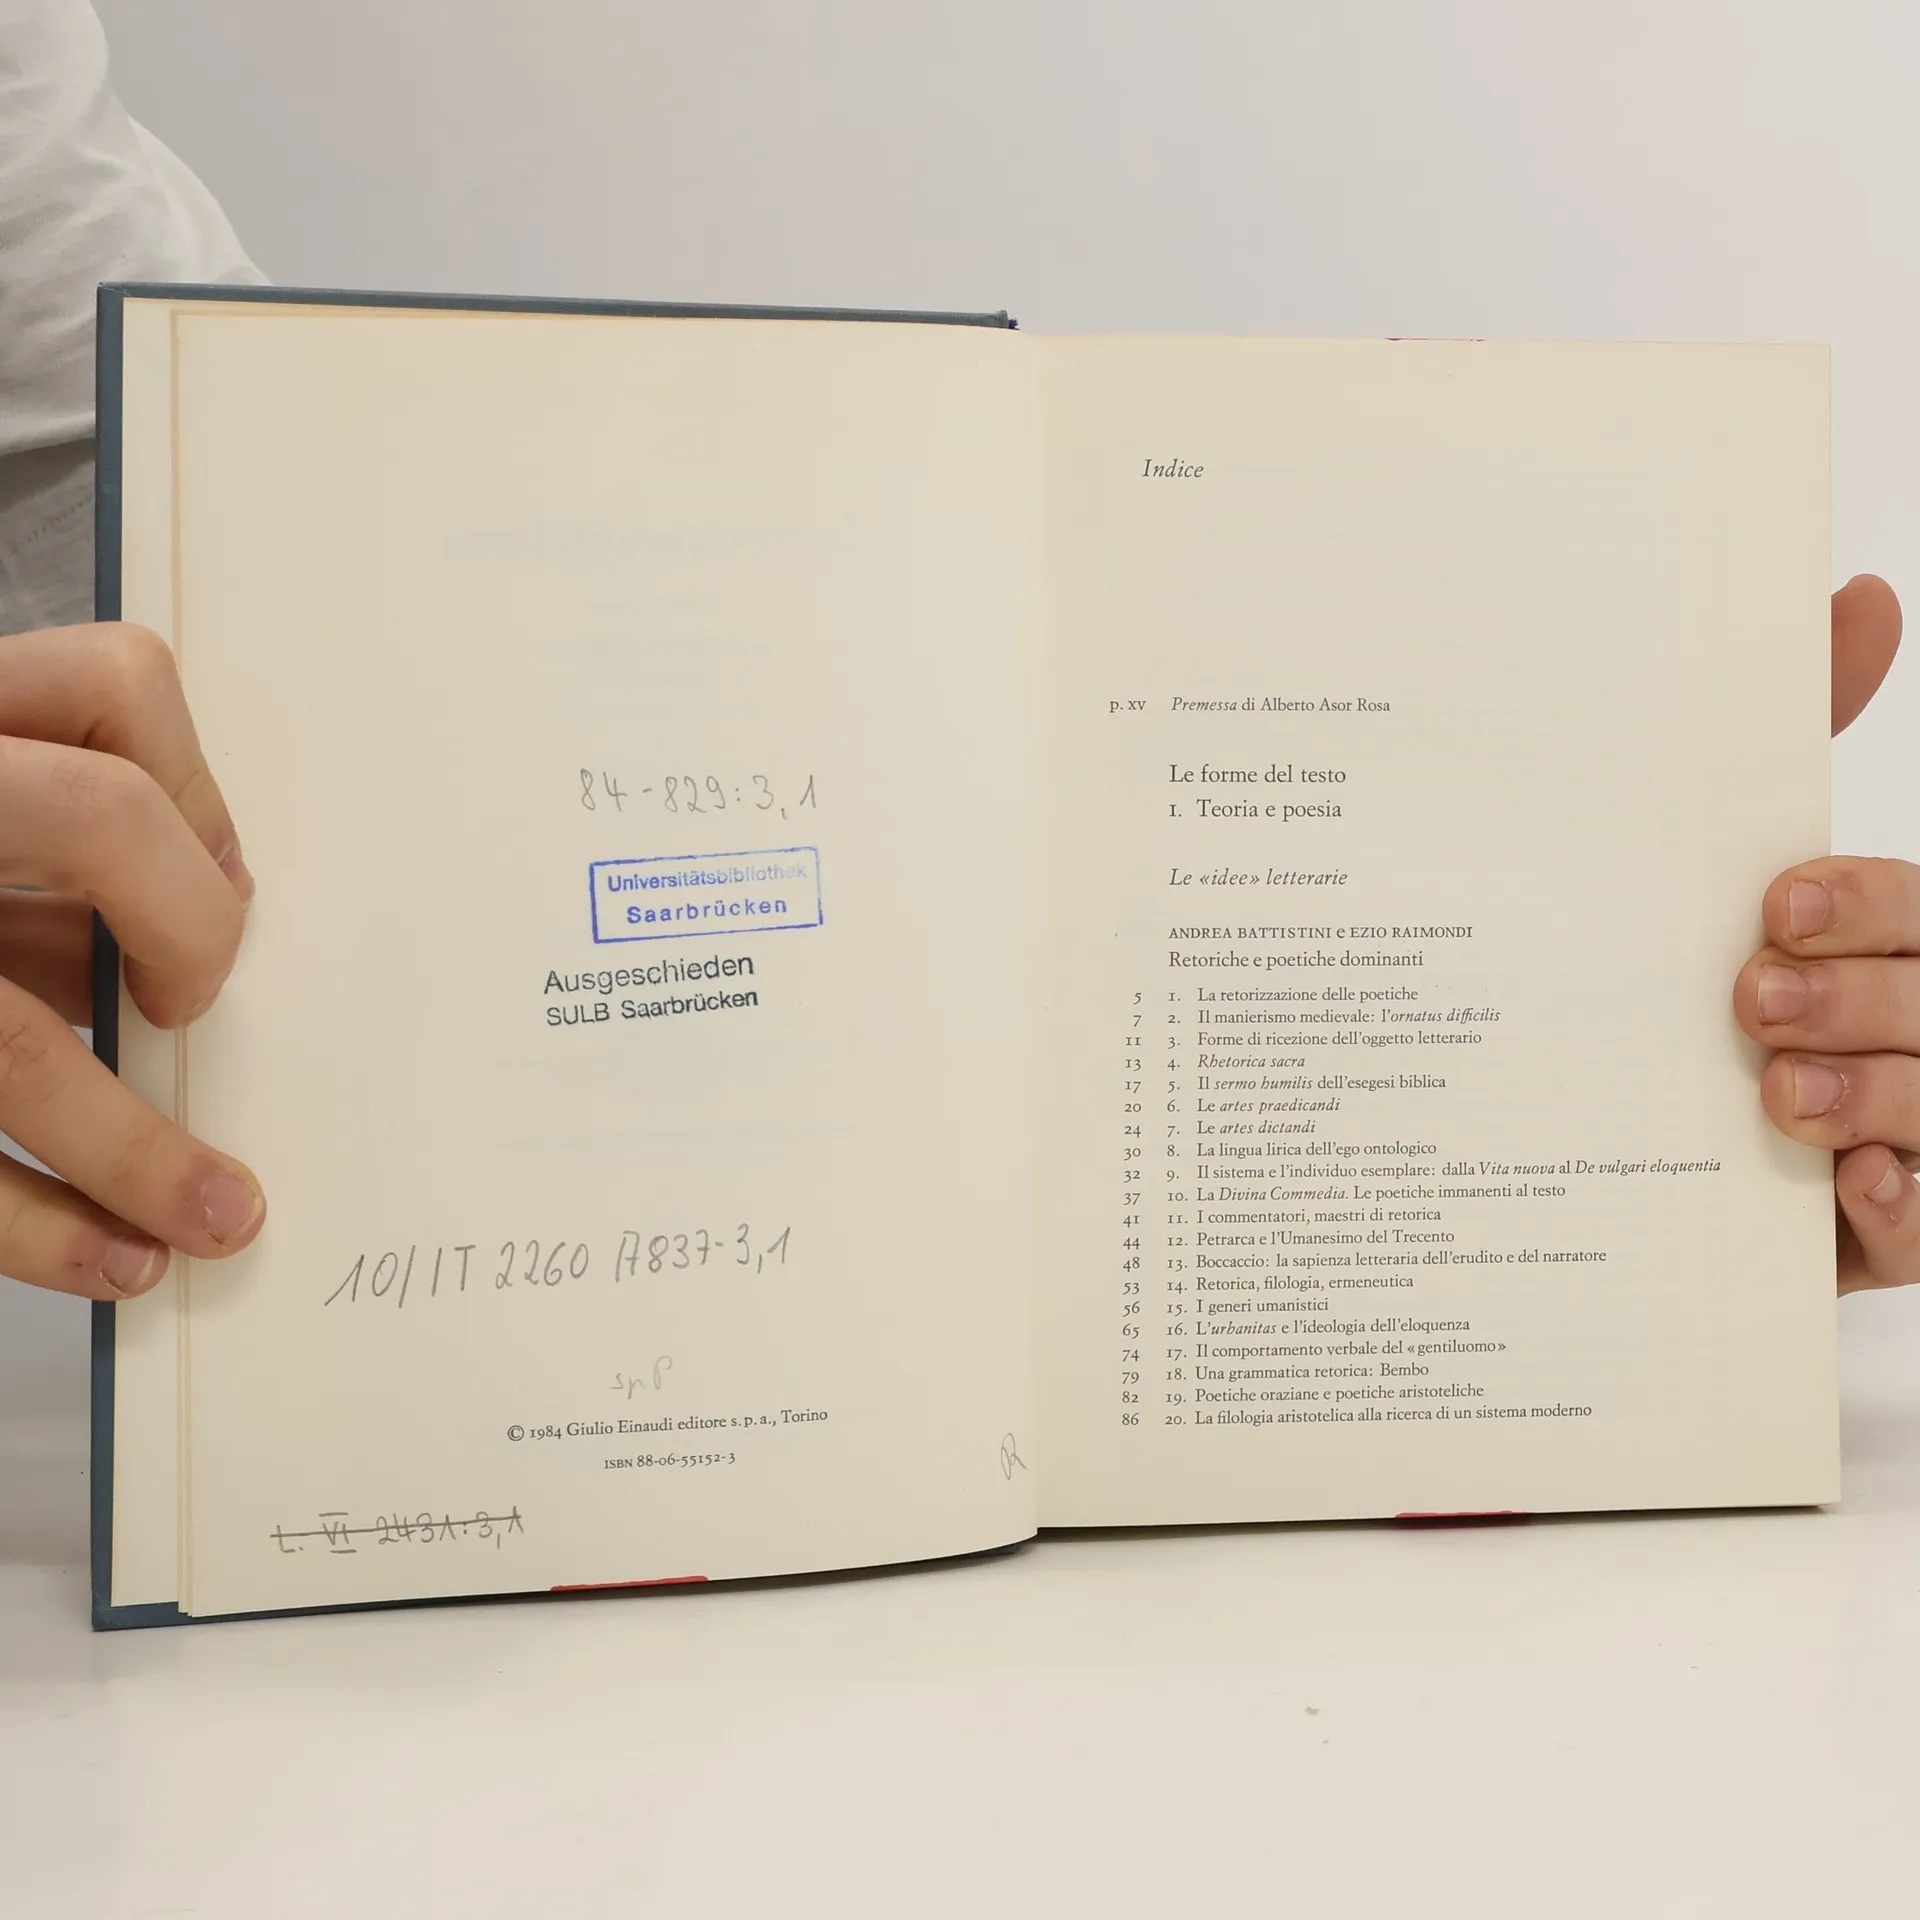 84-829:3,1
Universitätsbibliothek
Saarbrücken
Ausgeschieden
SULB Saarbrücken
10/IT 2260 A837-3,1
© 1984 Giulio Einaudi editore s.p.a., Torino
ISBN 88-06-55152-3
t. VI 2431:3,1
R
Indice
p. XV Premessa di Alberto Asor Rosa
Le forme del testo
I. Teoria e poesia
Le «idee» letterarie
ANDREA BATTISTINI e EZIO RAIMONDI
Retoriche e poetiche dominanti
5 1. La retorizzazione delle poetiche
7 2. Il manierismo medievale: l'ornatus difficilis
11 3. Forme di ricezione dell'oggetto letterario
13 4. Rhetorica sacra
17 5. Il sermo humilis dell'esegesi biblica
20 6. Le artes praedicandi
24 7. Le artes dictandi
30 8. La lingua lirica dell'ego ontologico
32 9. Il sistema e l'individuo esemplare: dalla Vita nuova al De vulgari eloquentia
37 10. La Divina Commedia. Le poetiche immanenti al testo
41 11. I commentatori, maestri di retorica
44 12. Petrarca e l'Umanesimo del Trecento
48 13. Boccaccio: la sapienza letteraria dell'erudito e del narratore
53 14. Retorica, filologia, ermeneutica
56 15. I generi umanistici
65 16. L'urbanitas e l'ideologia dell'eloquenza
74 17. Il comportamento verbale del «gentiluomo»
79 18. Una grammatica retorica: Bembo
82 19. Poetiche oraziane e poetiche aristoteliche
86 20. La filologia aristotelica alla ricerca di un sistema moderno